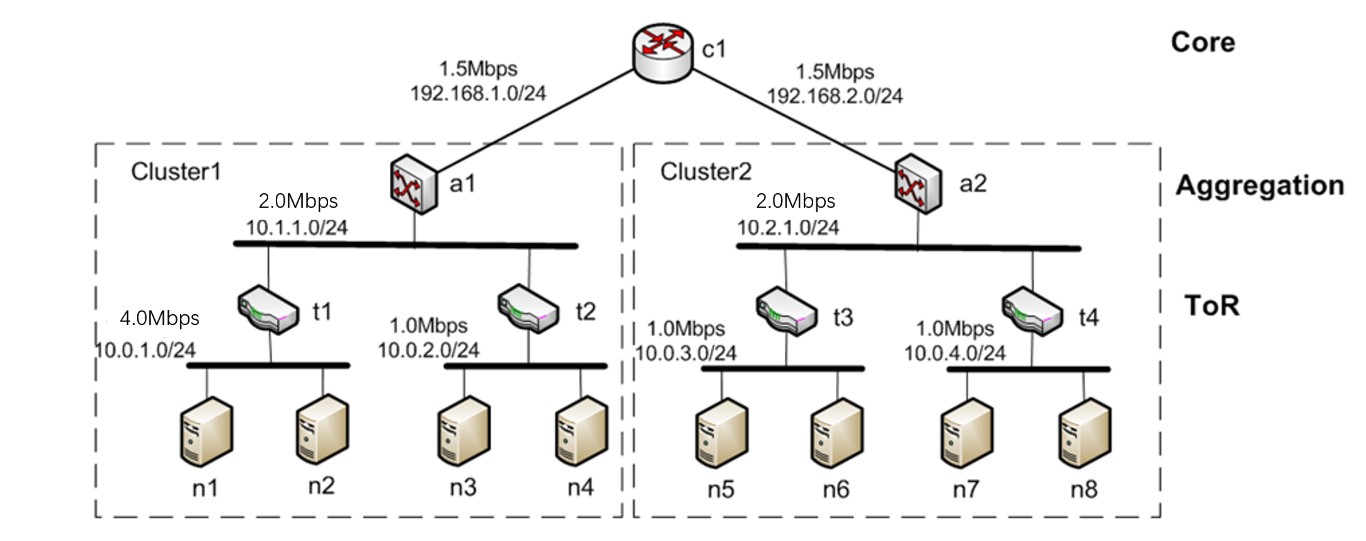 c1
Core
1.5Mbps
192.168.1.0/24
1.5Mbps
192.168.2.0/24
Cluster1
a1
Cluster2
a2
Aggregation
2.0Mbps
10.1.1.0/24
2.0Mbps
10.2.1.0/24
t1
t2
t3
t4
ToR
4.0Mbps
10.0.1.0/24
1.0Mbps
10.0.2.0/24
1.0Mbps
10.0.3.0/24
1.0Mbps
10.0.4.0/24
n1
n2
n3
n4
n5
n6
n7
n8